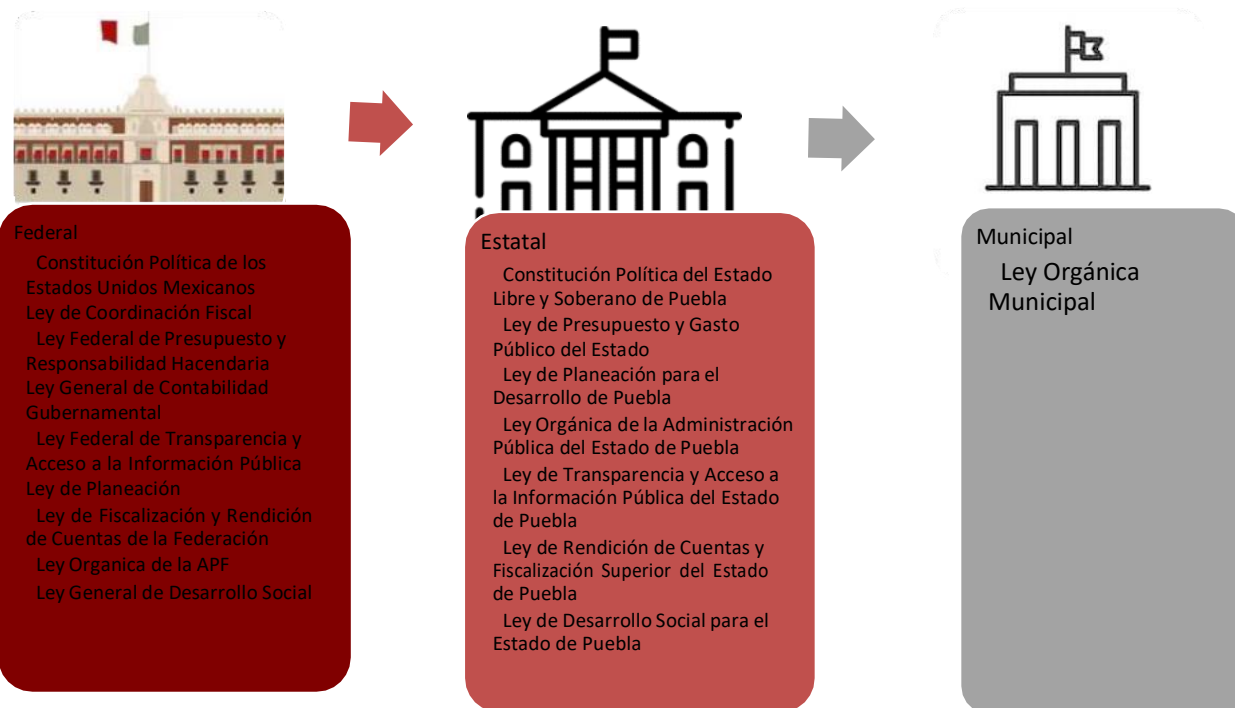 Federal
Constitución Política de los
Estados Unidos Mexicanos
Ley de Coordinación Fiscal
Ley Federal de Presupuesto y
Responsabilidad Hacendaria
Ley General de Contabilidad
Gubernamental
Ley Federal de Transparencia y
Acceso a la Información Pública
Ley de Planeación
Ley de Fiscalización y Rendición
de Cuentas de la Federación
Ley Organica de la APF
Ley General de Desarrollo Social
Estatal
Constitución Política del Estado
Libre y Soberano de Puebla
Ley de Presupuesto y Gasto
Público del Estado
Ley de Planeación para el
Desarrollo de Puebla
Ley Orgánica de la Administración
Pública del Estado de Puebla
Ley de Transparencia y Acceso a
la Información Pública del Estado
de Puebla
Ley de Rendición de Cuentas y
Fiscalización Superior del Estado
de Puebla
Ley de Desarrollo Social para el
Estado de Puebla
Municipal
Ley Orgánica
Municipal